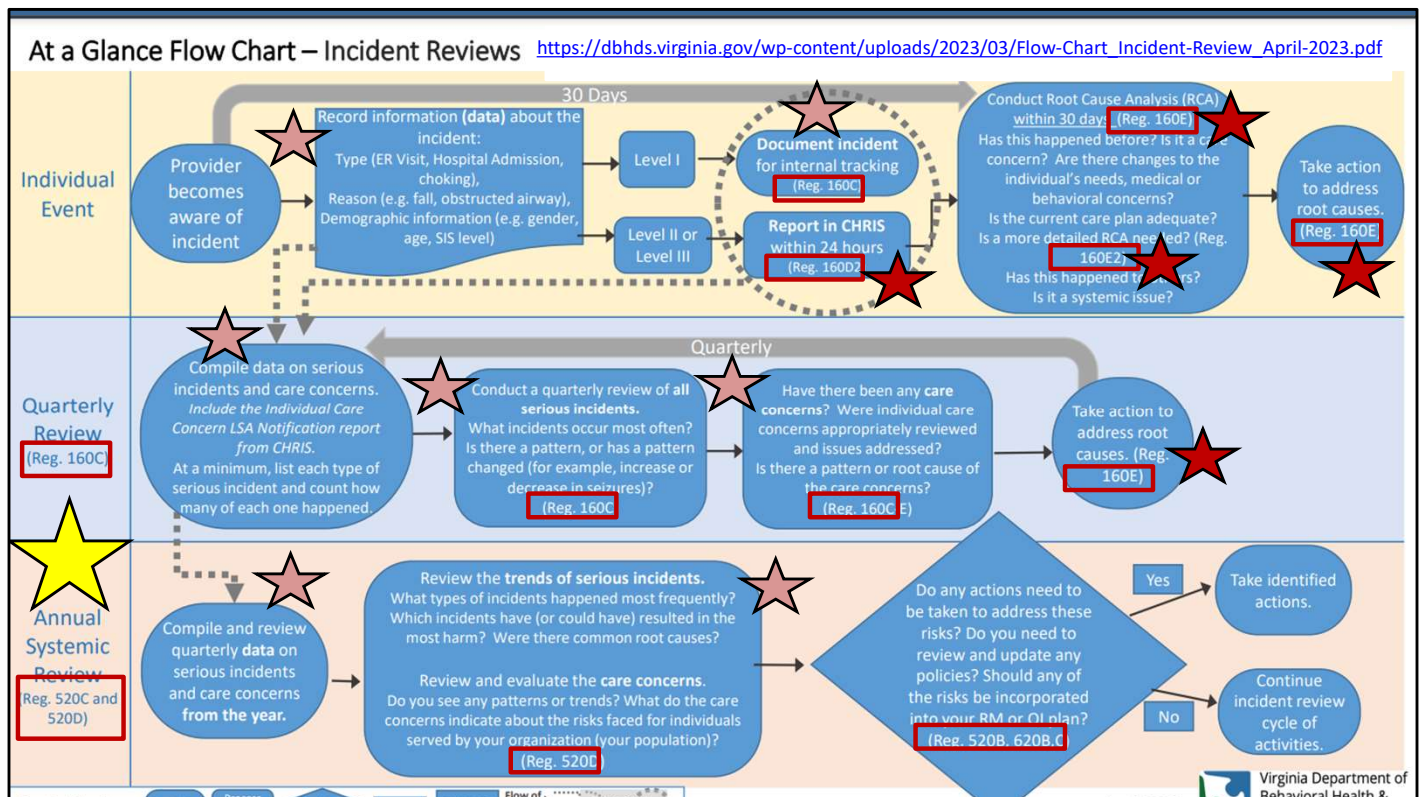 At a Glance Flow Chart – Incident Reviews
https://dbhds.virginia.gov/wp-content/uploads/2023/03/Flow-Chart_Incident-Review_April-2023.pdf
30 Days
Individual
Event
Provider
becomes
aware of
incident
Record information (data) about the
incident:
Type (ER Visit, Hospital Admission,
choking),
Reason (e.g. fall, obstructed airway),
Demographic information (e.g. gender,
age, SIS level)
Level I
Level II or
Level III
Document incident
for internal tracking
(Reg. 160C)
Report in CHRIS
within 24 hours
(Reg. 160D2
Conduct Root Cause Analysis (RCA)
within 30 days (Reg. 160E)
Has this happened before? Is it a care
concern? Are there changes to the
individual's needs, medical or
behavioral concerns?
Is the current care plan adequate?
Is a more detailed RCA needed? (Reg.
160E2)
Has this happened to others?
Is it a systemic issue?
Take action
to address
root causes.
(Reg. 160E)
Quarterly
Quarterly
Review
(Reg. 160C)
Compile data on serious
incidents and care concerns.
Include the Individual Care
Concern LSA Notification report
from CHRIS.
At a minimum, list each type of
serious incident and count how
many of each one happened.
Conduct a quarterly review of all
serious incidents.
What incidents occur most often?
Is there a pattern, or has a pattern
changed (for example, increase or
decrease in seizures)?
(Reg. 160C
Have there been any care
concerns? Were individual care
concerns appropriately reviewed
and issues addressed?
Is there a pattern or root cause of
the care concerns?
(Reg. 160C E)
Take action to
address root
causes. (Reg.
160E)
Annual
Systemic
Review
(Reg. 520C and
520D)
Compile and review
quarterly data on
serious incidents
and care concerns
from the year.
Review the trends of serious incidents.
What types of incidents happened most frequently?
Which incidents have (or could have) resulted in the
most harm? Were there common root causes?
Review and evaluate the care concerns.
Do you see any patterns or trends? What do the care
concerns indicate about the risks faced for individuals
served by your organization (your population)?
(Reg. 520D)
Do any actions need to
be taken to address these
risks? Do you need to
review and update any
policies? Should any of
the risks be incorporated
into your RM or QI plan?
(Reg. 520B, 620B,C)
Yes
No
Take identified
actions.
Continue
incident review
cycle of
activities.
Process
Flow of
Virginia Department of
Behavioral Health &